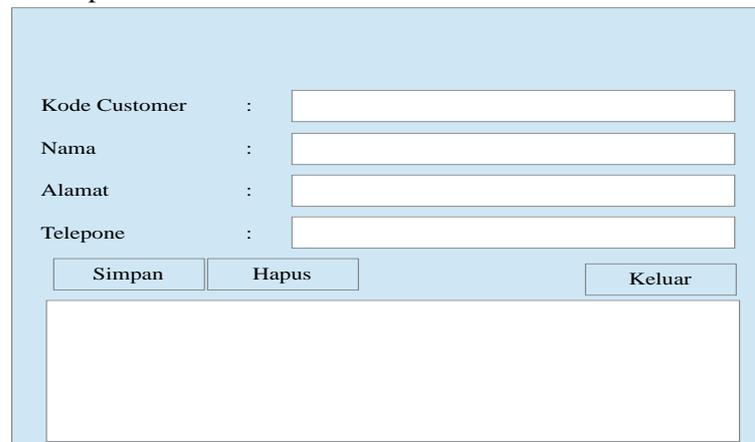 Kode Customer :
Nama :
Alamat :
Telepone :
Simpan Hapus Keluar